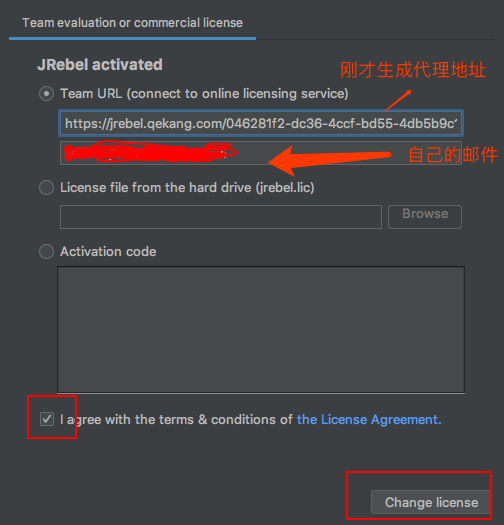 Team evaluation or commercial license
JRebel activated
刚才生成代理地址
Team URL (connect to online licensing service)
https://jrebel.qekang.com/046281f2-dc36-4ccf-bd55-4db5b9c
自己的邮件
License file from the hard drive (jrebel.lic)
Browse
Activation code
I agree with the terms & conditions of the License Agreement.
Change license